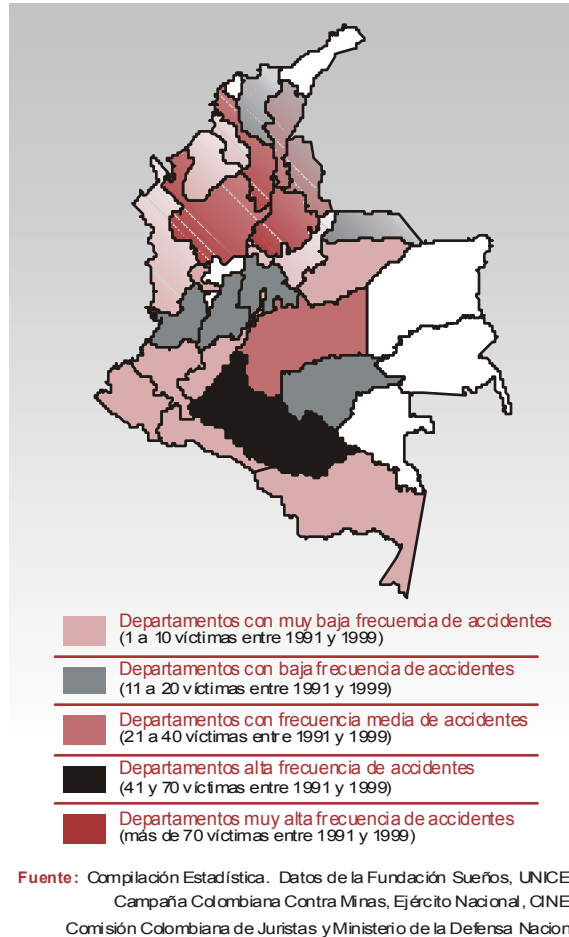 Departamentos con muy baja frecuencia de accidentes
(1 a 10 víctimas entre 1991 y 1999)
Departamentos con baja frecuencia de accidentes
(11 a 20 víctimas entre 1991 y 1999)
Departamentos con frecuencia media de accidentes
(21 a 40 víctimas entre 1991 y 1999)
Departamentos alta frecuencia de accidentes
(41 y 70 víctimas entre 1991 y 1999)
Departamentos muy alta frecuencia de accidentes
(más de 70 víctimas entre 1991 y 1999)
Fuente: Compilación Estadística. Datos de la Fundación Sueños, UNICE
Campaña Colombiana Contra Minas, Ejército Nacional, CINE
Comisión Colombiana de Juristas y Ministerio de la Defensa Nacion